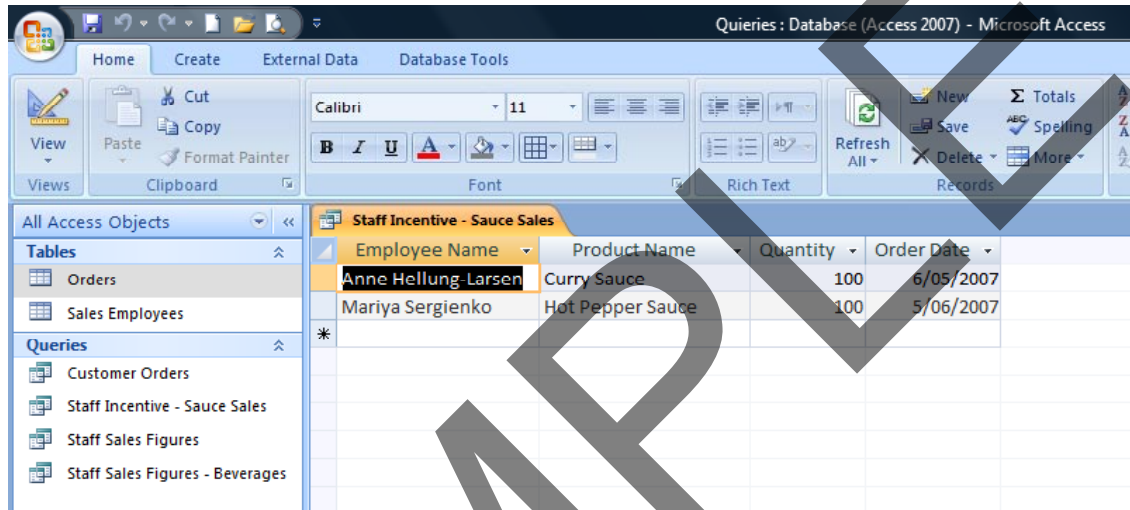 Quieries : Database (Access 2007) - Microsoft Access
Home Create External Data Database Tools
View
Paste
Cut
Copy
Format Painter
Calibri 11
B I U A
ab
Refresh All
New
Save
Delete
Σ Totals
ABC Spelling
More
Views Clipboard Font Rich Text Records
All Access Objects
Tables
Orders
Sales Employees
Queries
Customer Orders
Staff Incentive - Sauce Sales
Staff Sales Figures
Staff Sales Figures - Beverages
Staff Incentive - Sauce Sales
Employee Name Product Name Quantity Order Date
Anne Hellung-Larsen Curry Sauce 100 6/05/2007
Mariya Sergienko Hot Pepper Sauce 100 5/06/2007
MPLE